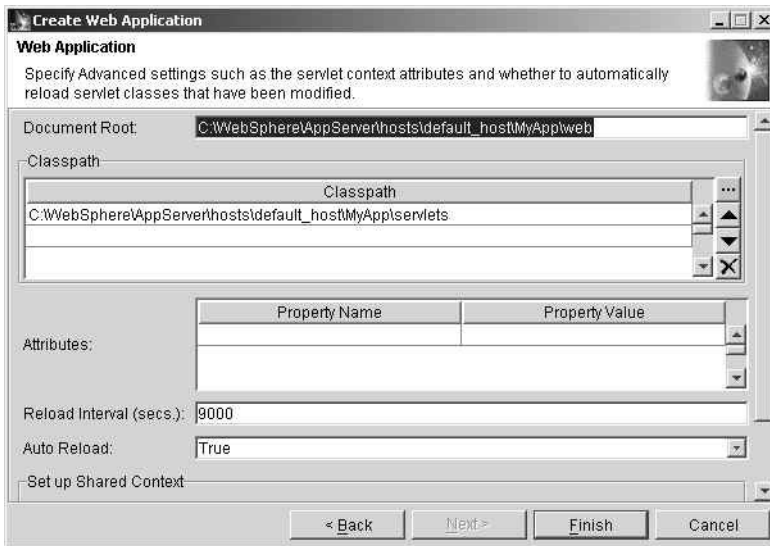 Create Web Application
Web Application
Specify Advanced settings such as the servlet context attributes and whether to automatically
reload servlet classes that have been modified.
Document Root: C:\WebSphere\AppServer\hosts\default_host\MyApp\web
Classpath
Classpath
C:\WebSphere\AppServer\hosts\default_host\MyApp\servlets
Property Name Property Value
Attributes:
Reload Interval (secs.): 9000
Auto Reload: True
Set up Shared Context
< Back Next > Finish Cancel